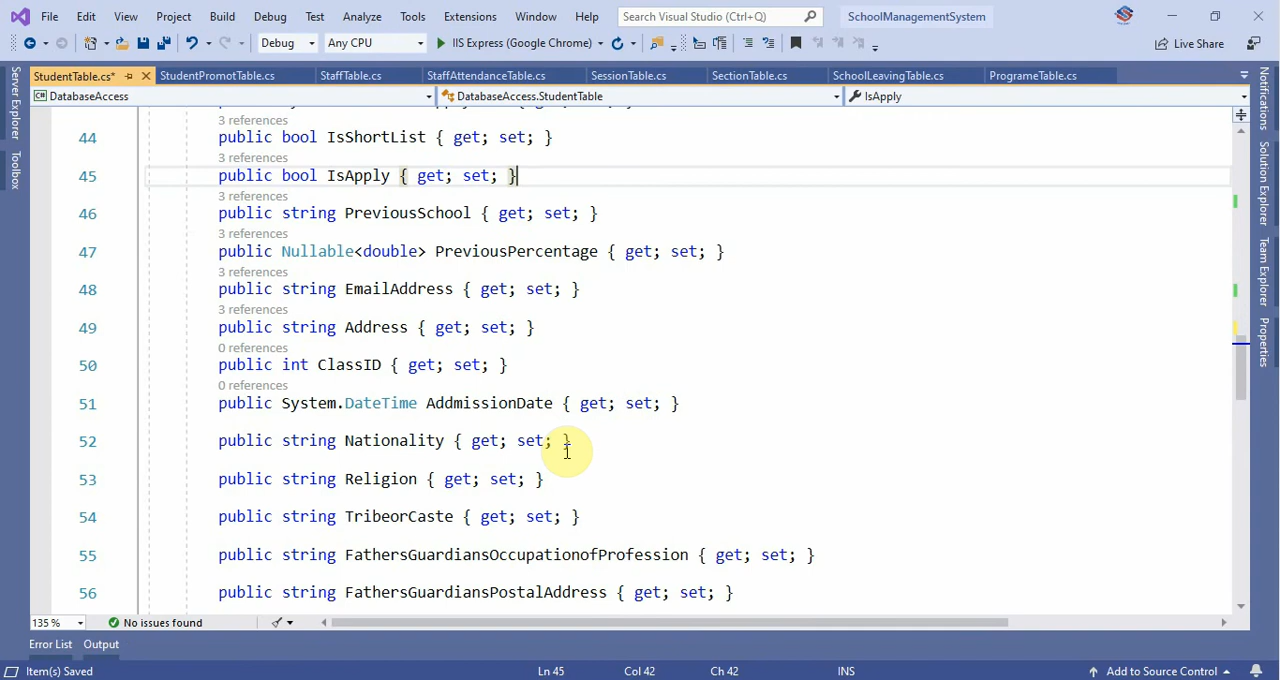 File Edit View Project Build Debug Test Analyze Tools Extensions Window Help Search Visual Studio (Ctrl+Q) SchoolManagementSystem
Debug Any CPU IIS Express (Google Chrome) Live Share
StudentTable.cs* StudentPromotTable.cs StaffTable.cs StaffAttendanceTable.cs SessionTable.cs SectionTable.cs SchoolLeavingTable.cs ProgrameTable.cs
DatabaseAccess DatabaseAccess.StudentTable IsApply
3 references
44 public bool IsShortList { get; set; }
3 references
45 public bool IsApply { get; set; }
3 references
46 public string PreviousSchool { get; set; }
3 references
47 public Nullable<double> PreviousPercentage { get; set; }
3 references
48 public string EmailAddress { get; set; }
3 references
49 public string Address { get; set; }
0 references
50 public int ClassID { get; set; }
0 references
51 public System.DateTime AddmissionDate { get; set; }
52 public string Nationality { get; set; }
53 public string Religion { get; set; }
54 public string TribeorCaste { get; set; }
55 public string FathersGuardiansOccupationofProfession { get; set; }
56 public string FathersGuardiansPostalAddress { get; set; }
135 % No issues found
Error List Output
Item(s) Saved Ln 45 Col 42 Ch 42 INS Add to Source Control
Server Explorer
Toolbox
Notifications
Solution Explorer
Team Explorer
Properties